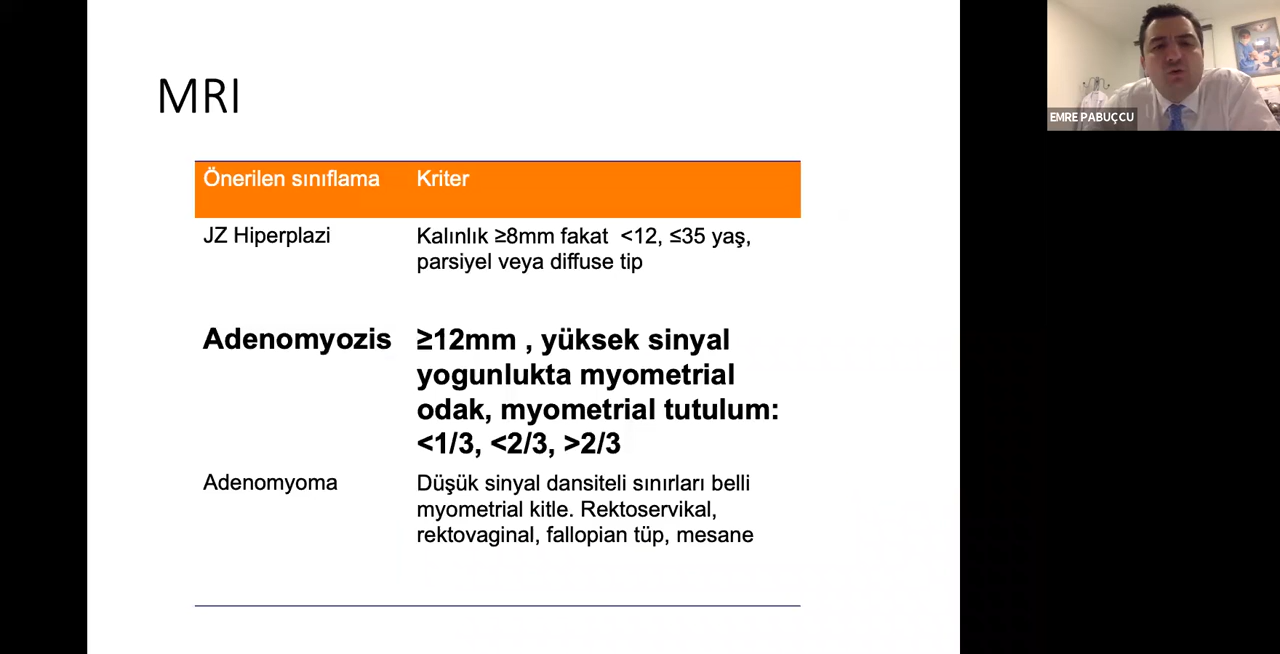 MRI
Önerilen sınıflama Kriter
JZ Hiperplazi Kalınlık ≥8mm fakat <12, ≤35 yaş,
parsiyel veya diffuse tip
Adenomyozis ≥12mm , yüksek sinyal
yogunlukta myometrial
odak, myometrial tutulum:
<1/3, <2/3, >2/3
Adenomyoma Düşük sinyal dansiteli sınırları belli
myometrial kitle. Rektoservikal,
rektovaginal, fallopian tüp, mesane
EMRE PABUÇCU